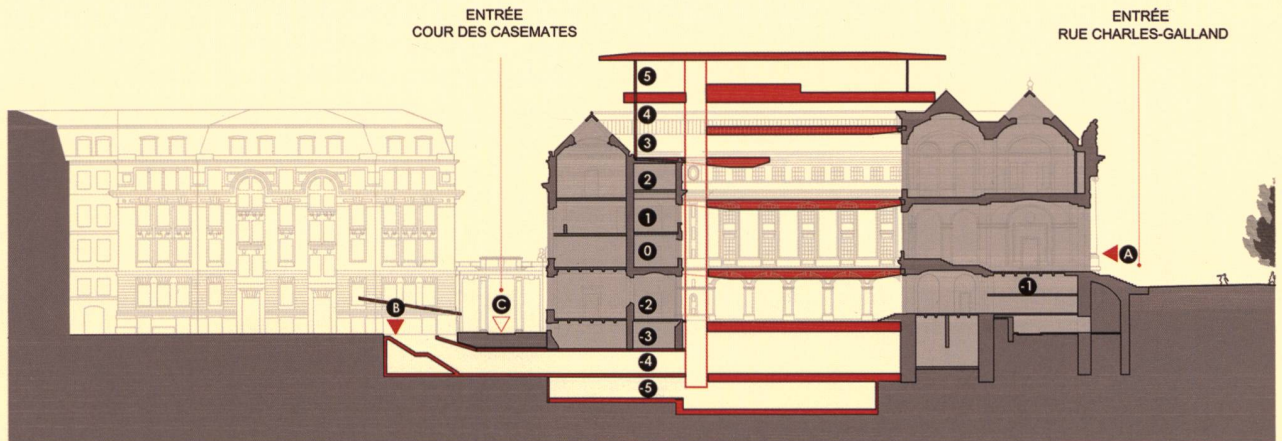 ENTRÉE
COUR DES CASEMATES
ENTRÉE
RUE CHARLES-GALLAND
5
4
3
2
1
0
A
-1
-2
B
C
-3
-4
-5